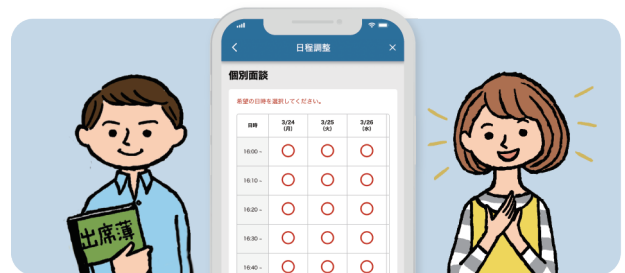 日程調整
個別面談
希望の日時を選択してください。
日時 3/24 3/25 3/26
(月) (火) (水)
16:00 ~
16:10 ~
16:20 ~
16:30 ~
16:40 ~
出席薄